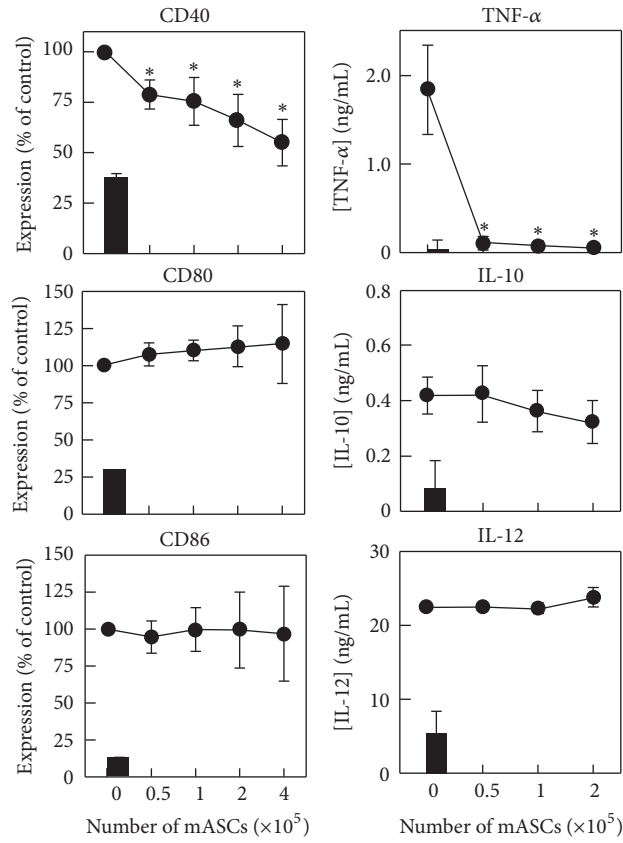 CD40
Expression (% of control)
100
75
50
25
0
*
*
*
*
TNF-α
[TNF-α] (ng/mL)
2.0
1.0
0
*
*
*
CD80
Expression (% of control)
150
125
100
75
50
25
0
IL-10
[IL-10] (ng/mL)
0.8
0.6
0.4
0.2
0
CD86
Expression (% of control)
150
125
100
75
50
25
0
0 0.5 1 2 4
Number of mASCs (×10⁵)
IL-12
[IL-12] (ng/mL)
30
20
10
0
0 0.5 1 2
Number of mASCs (×10⁵)